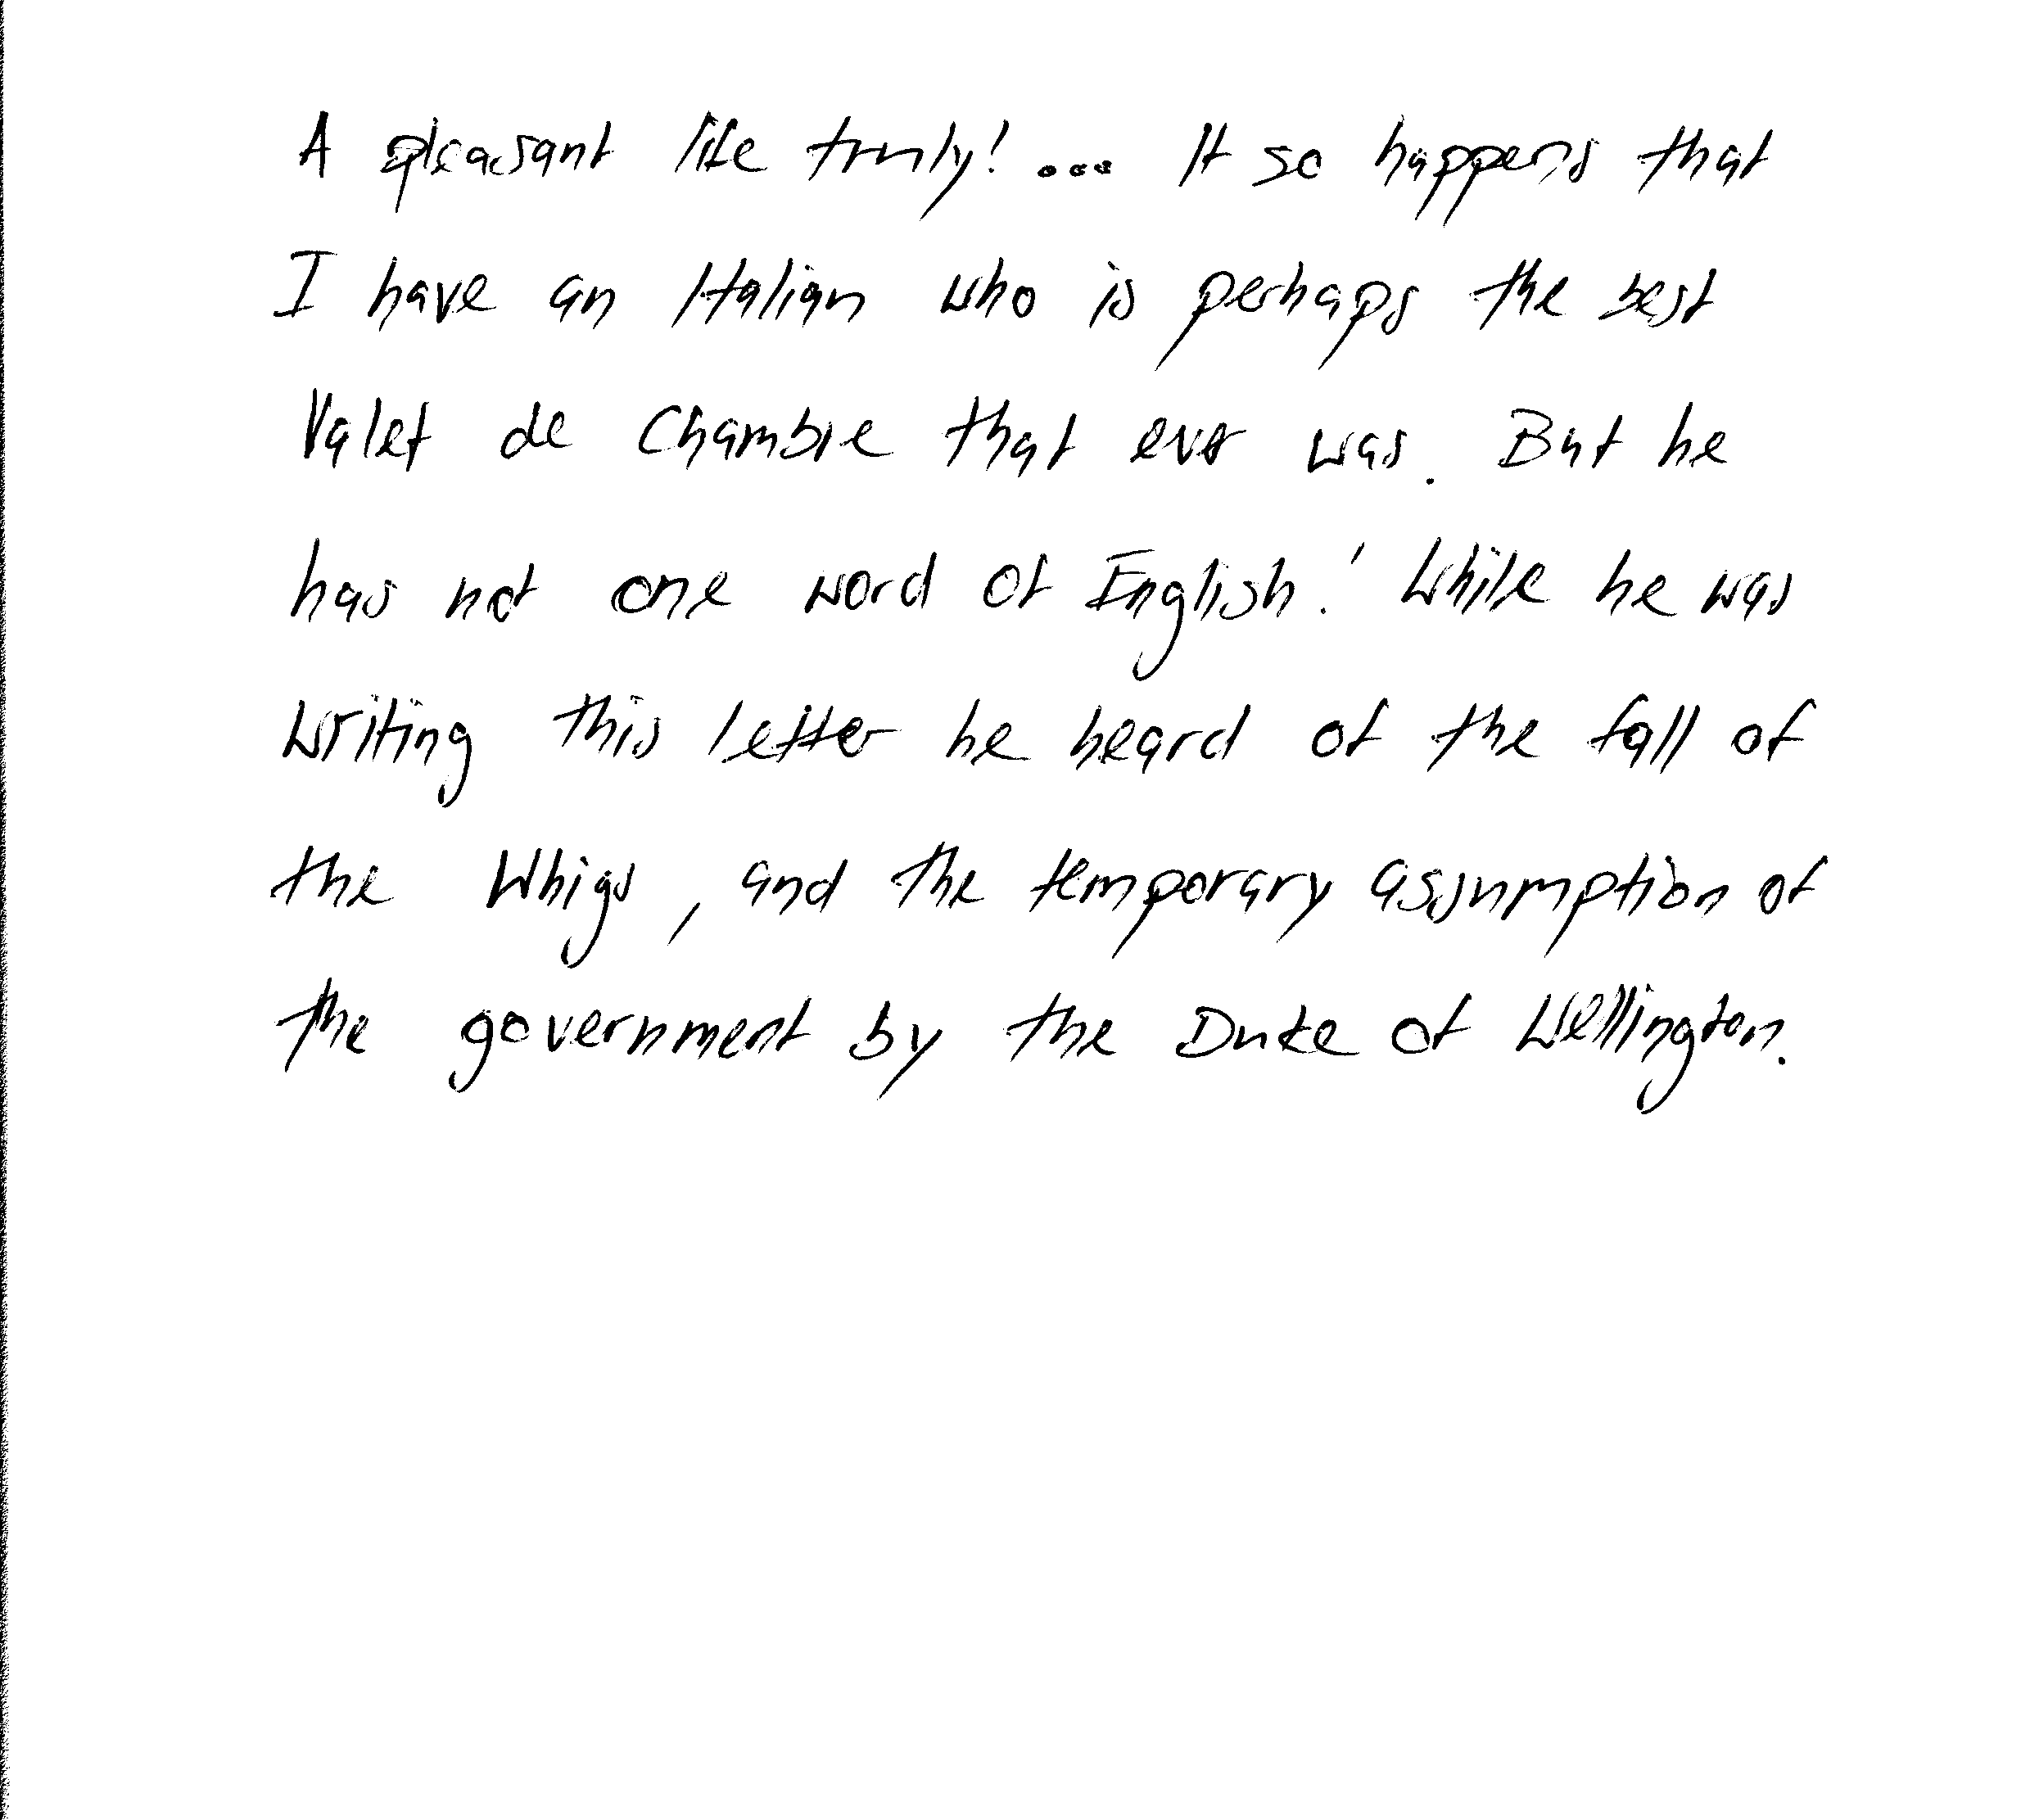 A pleasant life truly! ... It so happens that
I have an Italian who is perhaps the best
Valet de Chambre that ever was. But he
has not one word of English! While he was
writing this letter he heard of the fall of
the Whigs, and the temporary assumption of
the government by the Duke of Wellington.